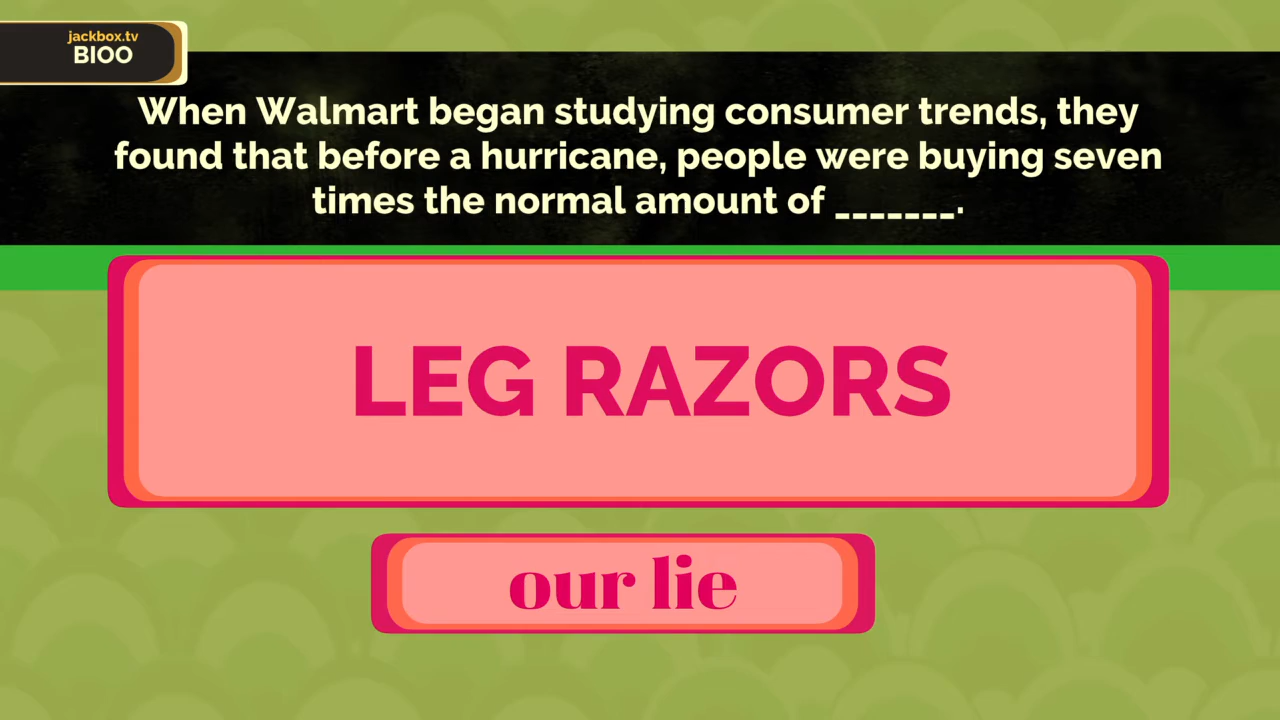 jackbox.tv
BIOO
When Walmart began studying consumer trends, they
found that before a hurricane, people were buying seven
times the normal amount of _______.
LEG RAZORS
our lie